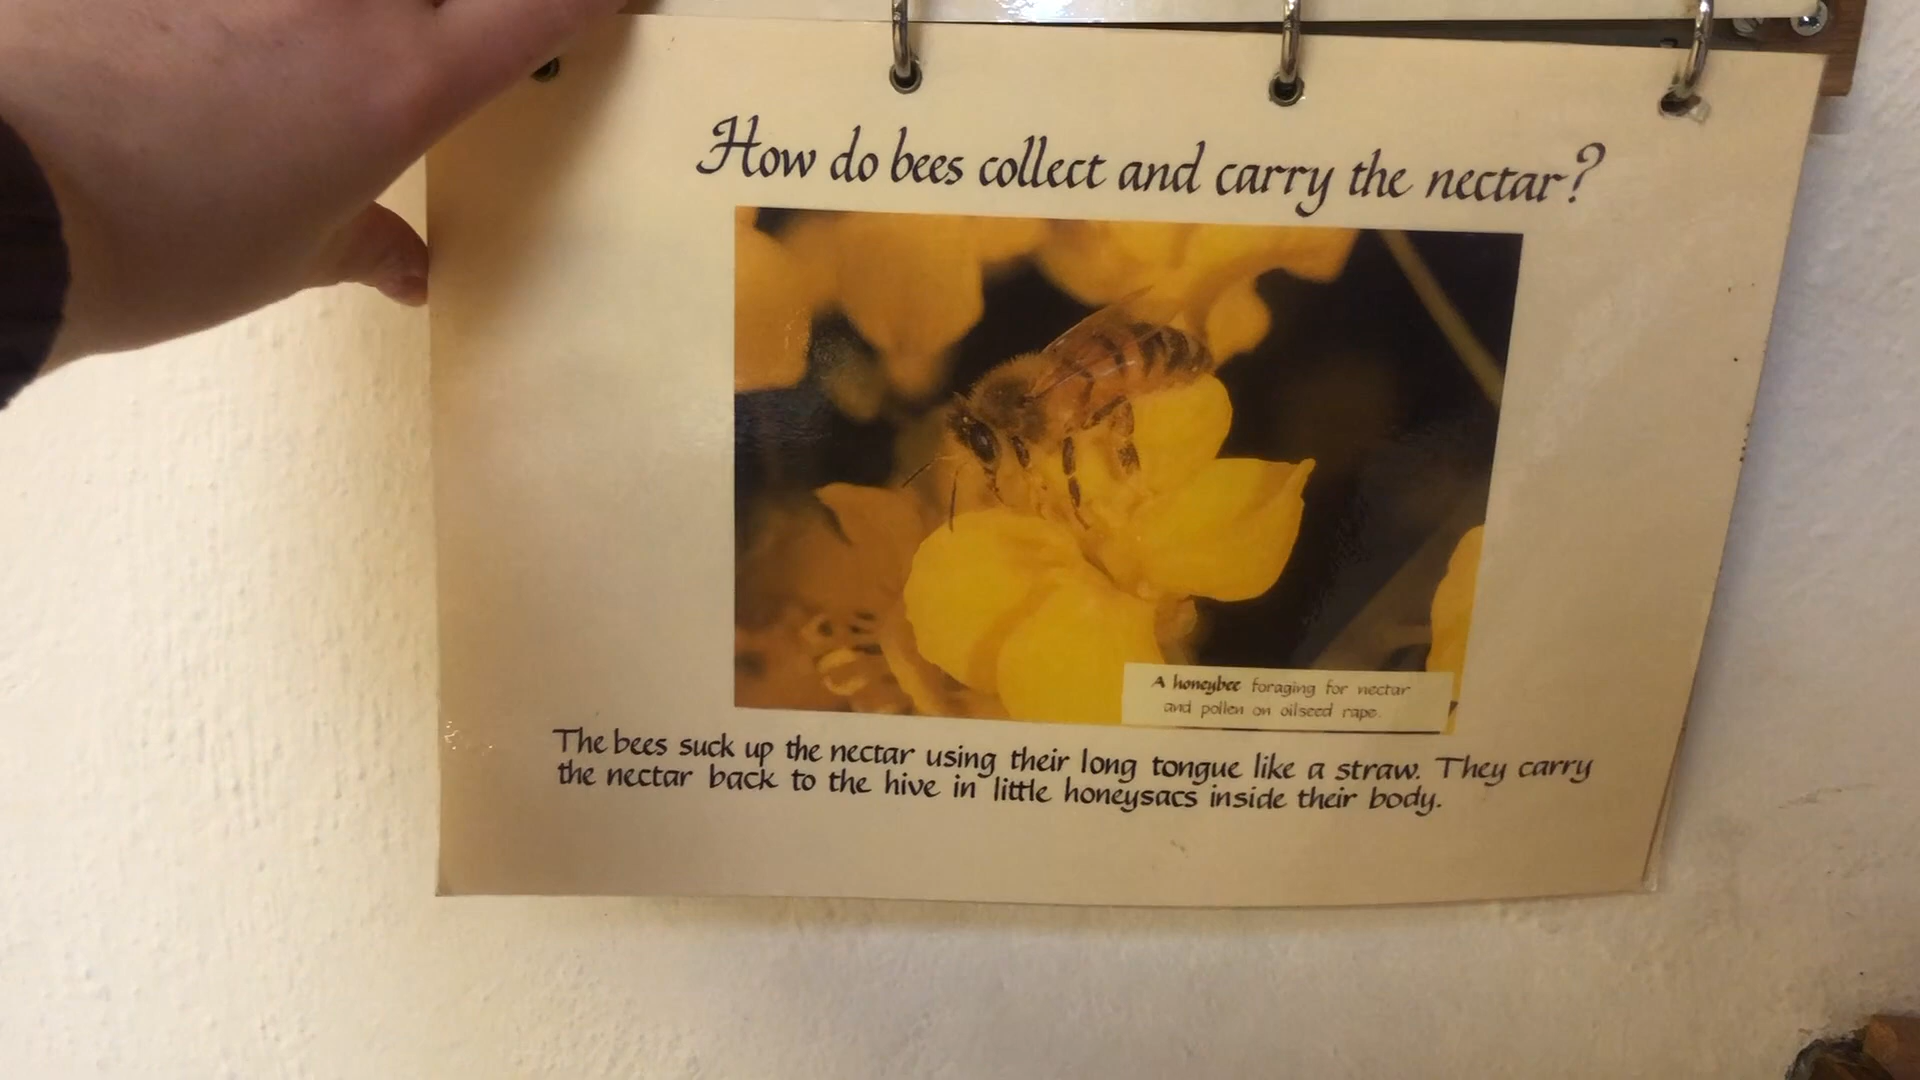 How do bees collect and carry the nectar?
A honeybee foraging for nectar
and pollen on oilseed rape.
The bees suck up the nectar using their long tongue like a straw. They carry
the nectar back to the hive in little honeysacs inside their body.